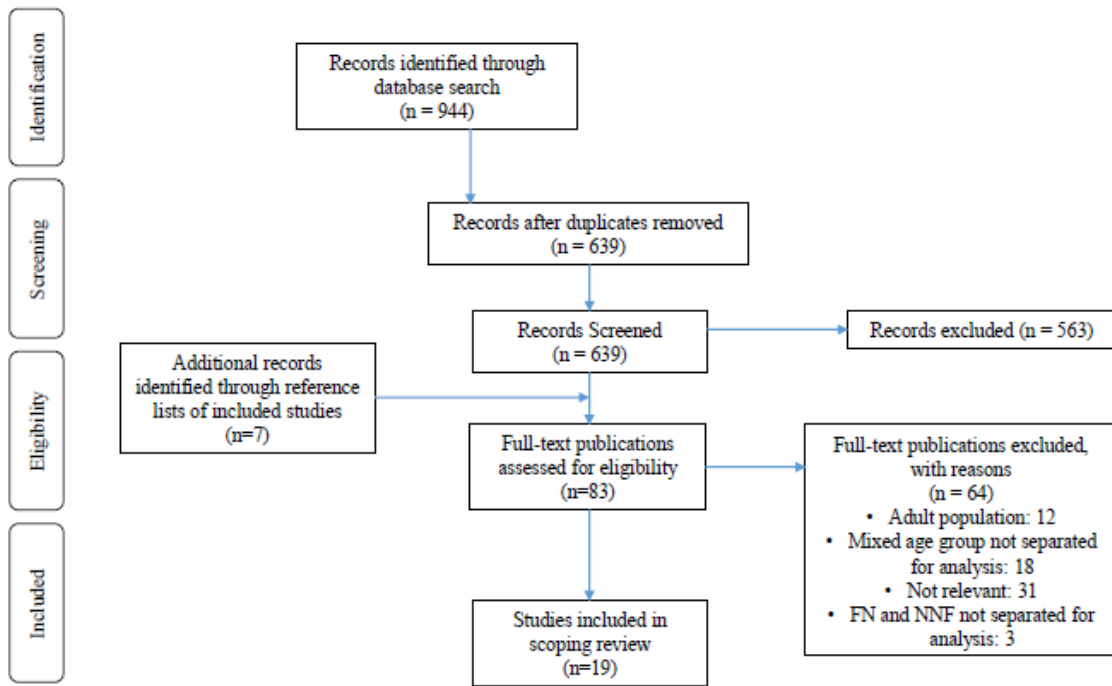 Identification
Records identified through
database search
(n = 944)
Screening
Records after duplicates removed
(n = 639)
Records Screened
(n = 639)
Records excluded (n = 563)
Eligibility
Additional records
identified through reference
lists of included studies
(n=7)
Full-text publications
assessed for eligibility
(n=83)
Full-text publications excluded,
with reasons
(n = 64)
• Adult population: 12
• Mixed age group not separated
for analysis: 18
• Not relevant: 31
• FN and NNF not separated for
analysis: 3
Included
Studies included in
scoping review
(n=19)